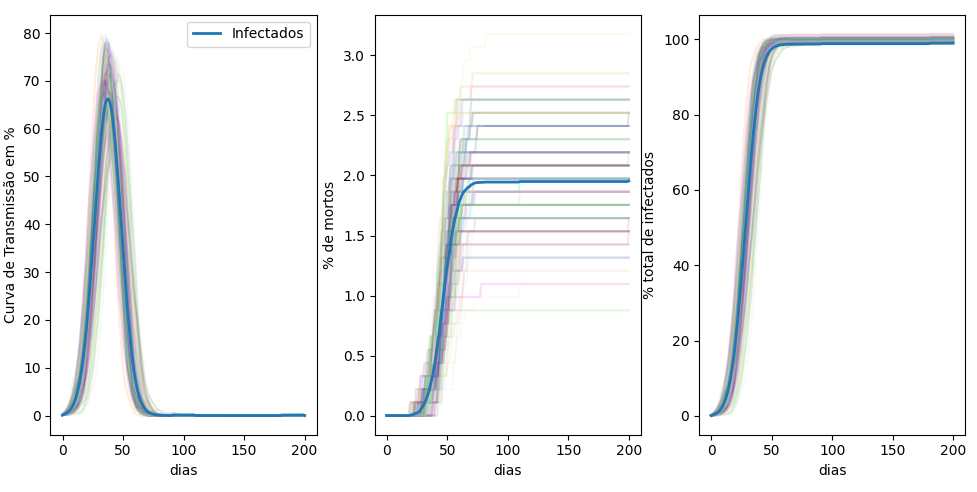 Curva de Transmissão em %
80
70
60
50
40
30
20
10
0
0 50 100 150 200
dias
Infectados
% de mortos
3.0
2.5
2.0
1.5
1.0
0.5
0.0
0 50 100 150 200
dias
% total de infectados
100
80
60
40
20
0
0 50 100 150 200
dias